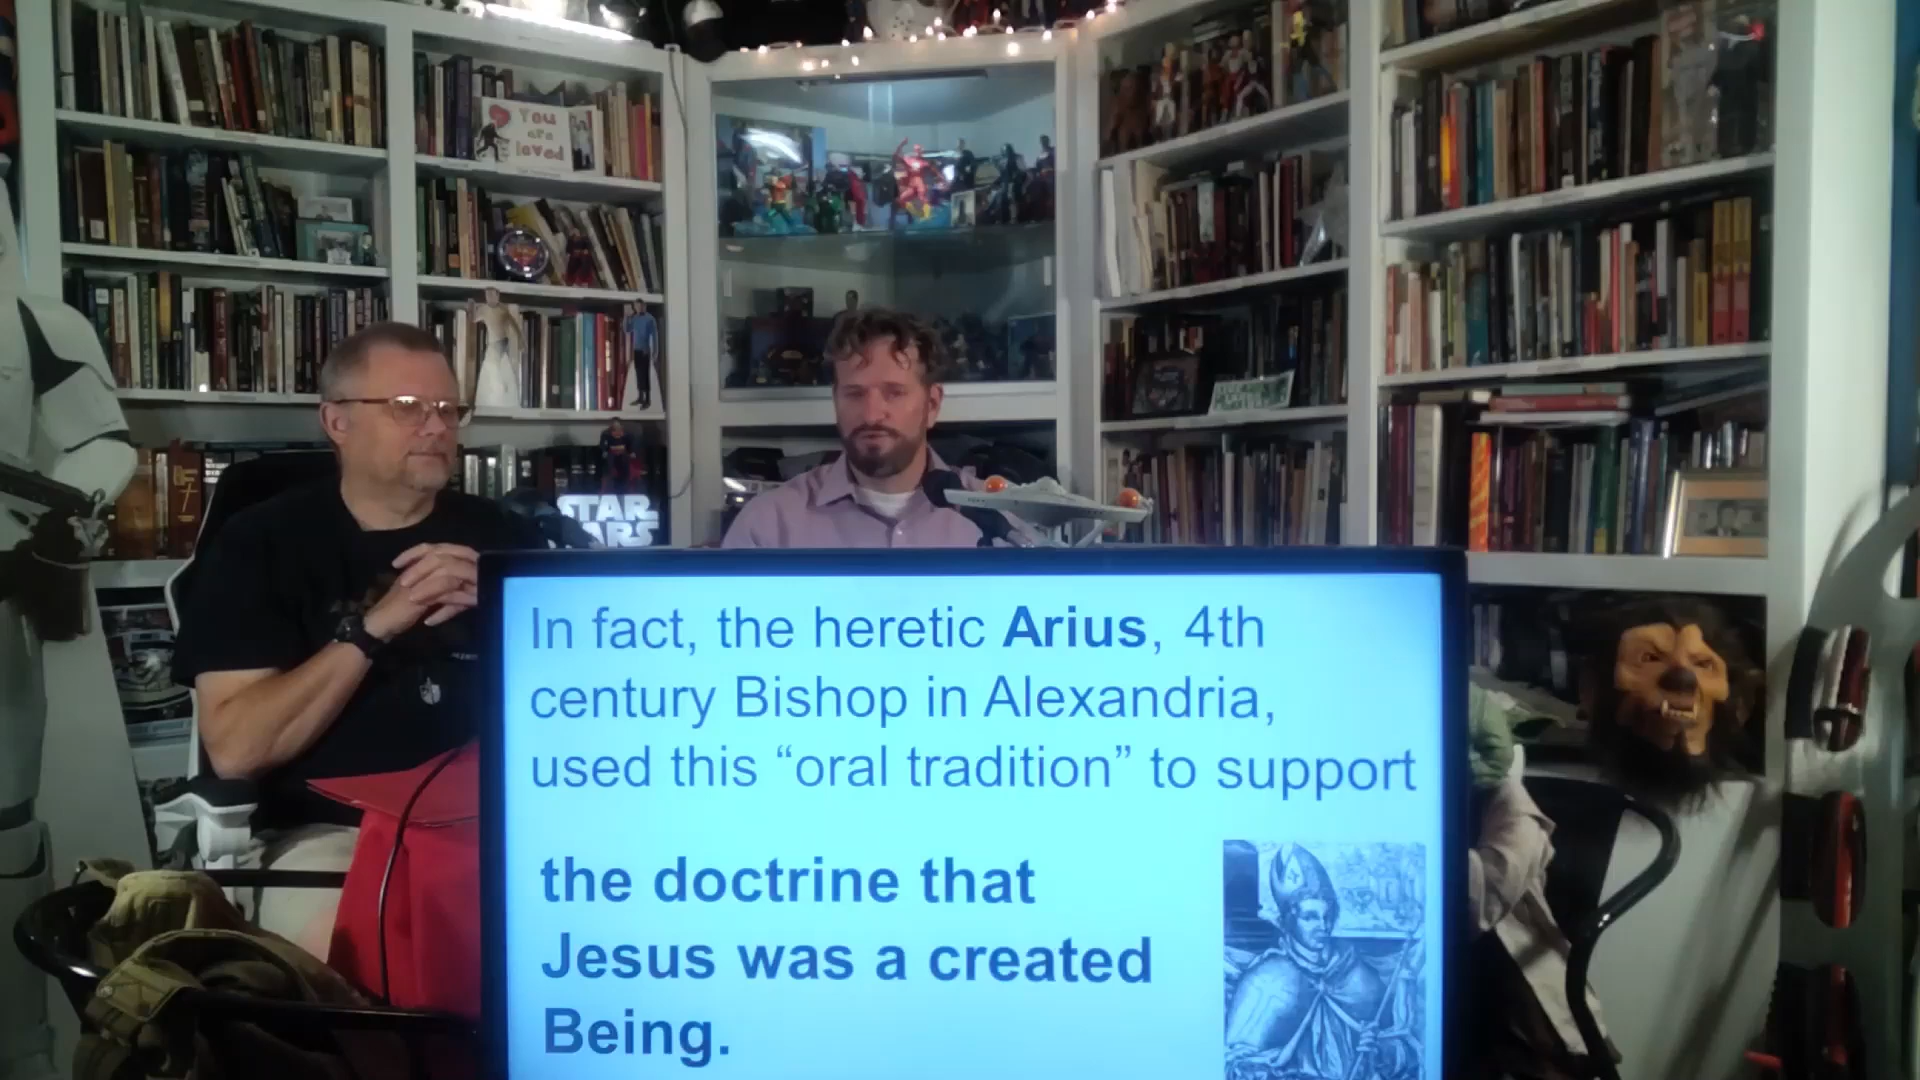 You
are
loved
STAR
WARS
In fact, the heretic Arius, 4th
century Bishop in Alexandria,
used this “oral tradition” to support
the doctrine that
Jesus was a created
Being.